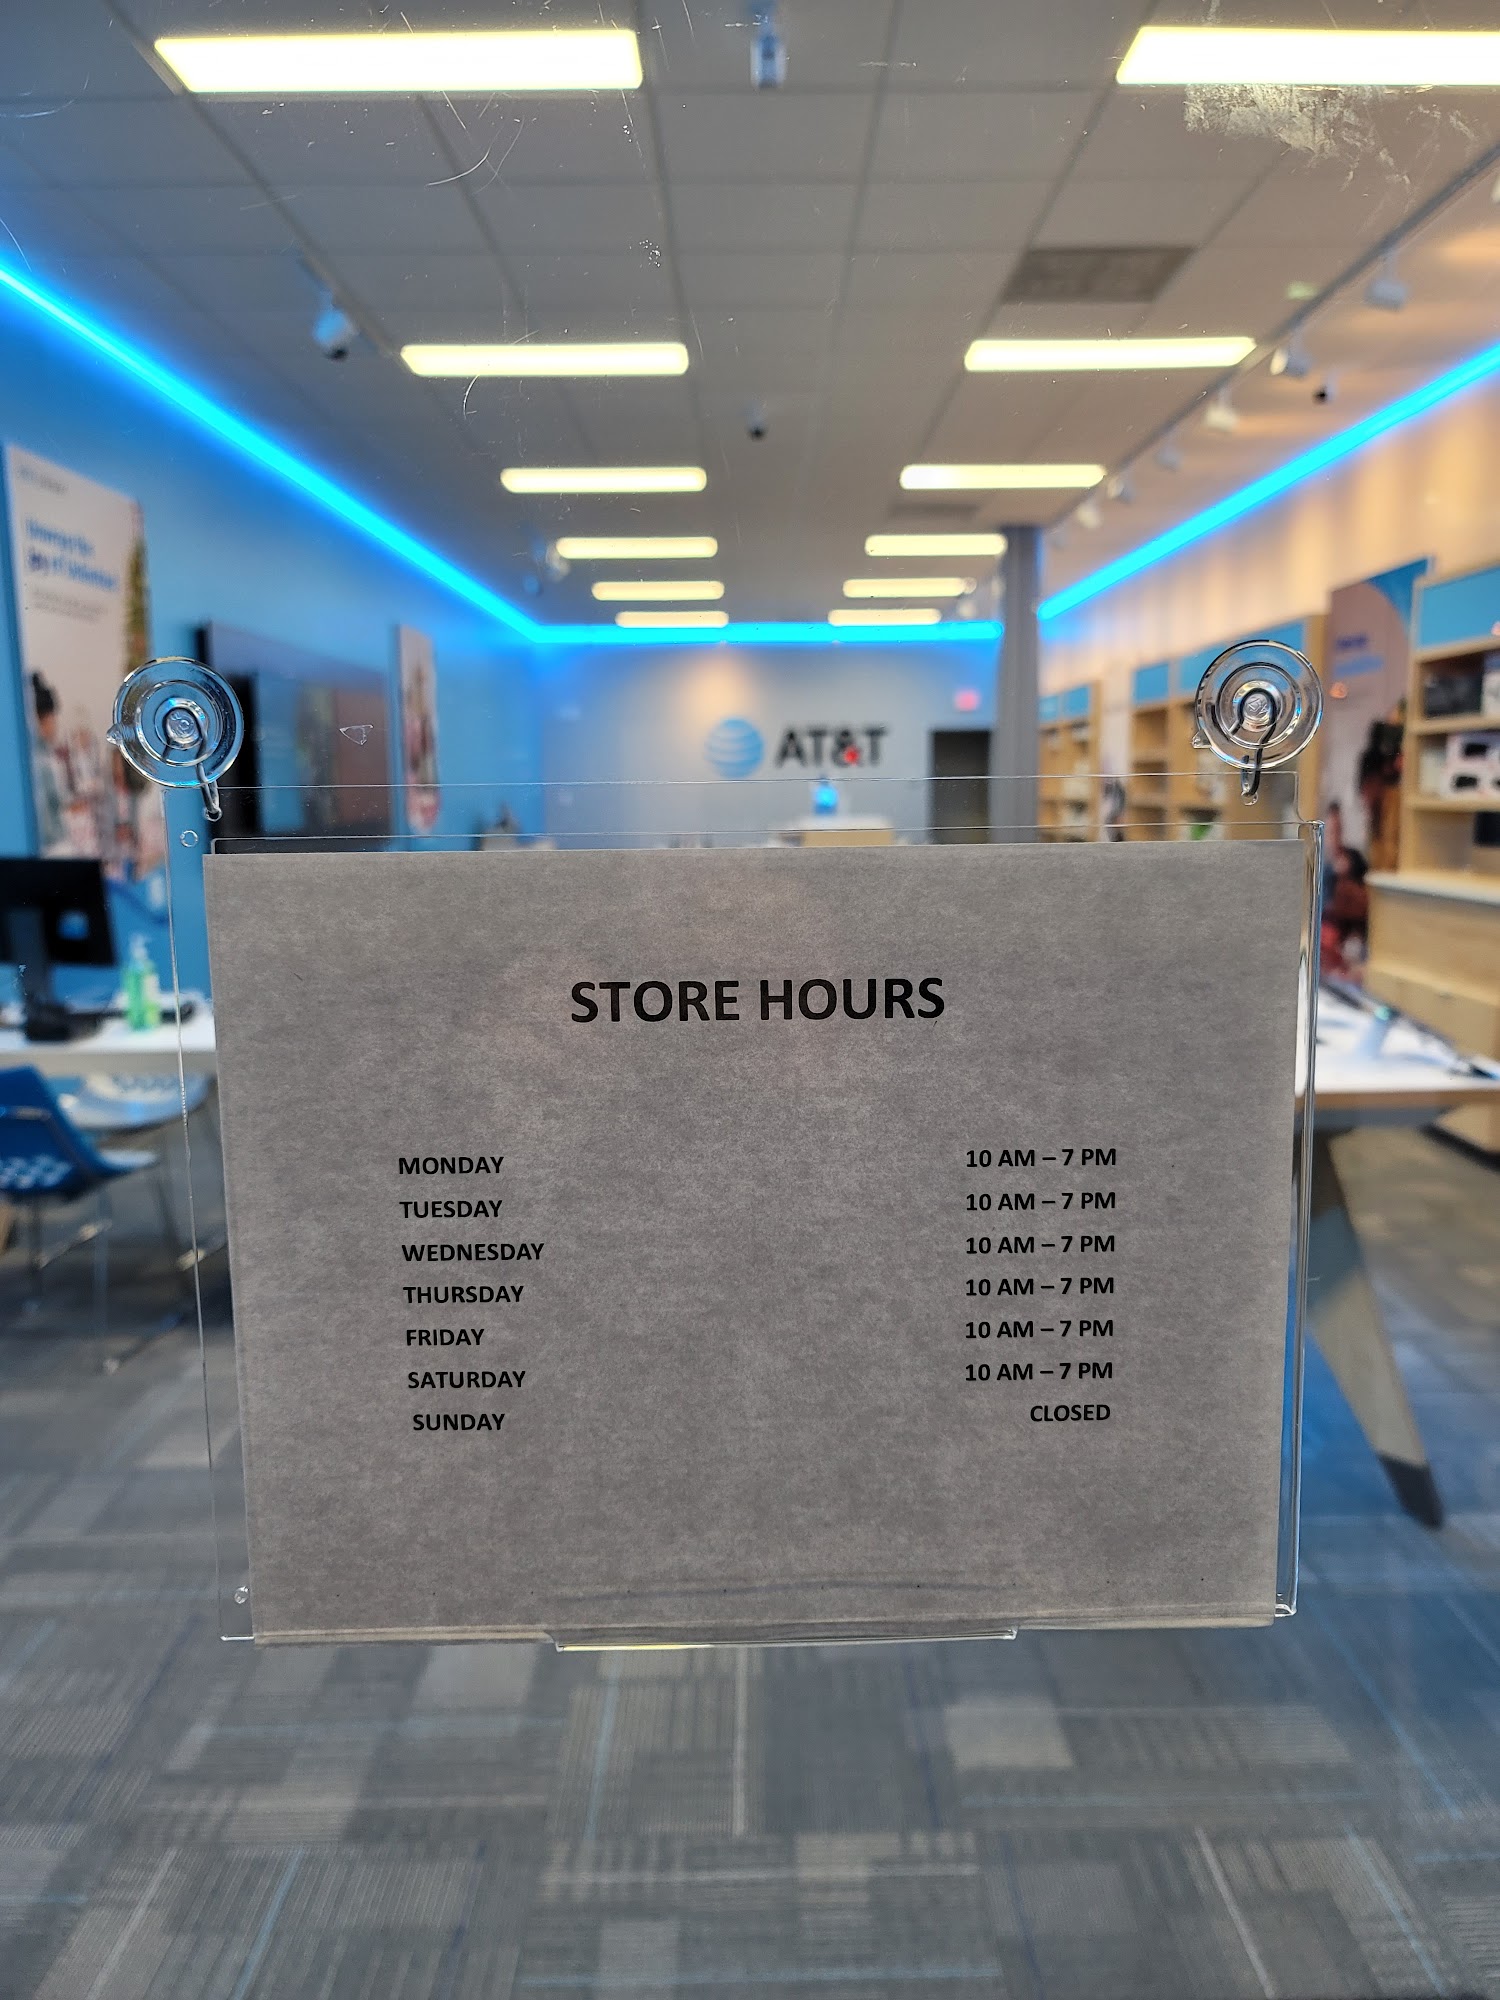 AT&T
STORE HOURS
MONDAY 10 AM – 7 PM
TUESDAY 10 AM – 7 PM
WEDNESDAY 10 AM – 7 PM
THURSDAY 10 AM – 7 PM
FRIDAY 10 AM – 7 PM
SATURDAY 10 AM – 7 PM
SUNDAY CLOSED